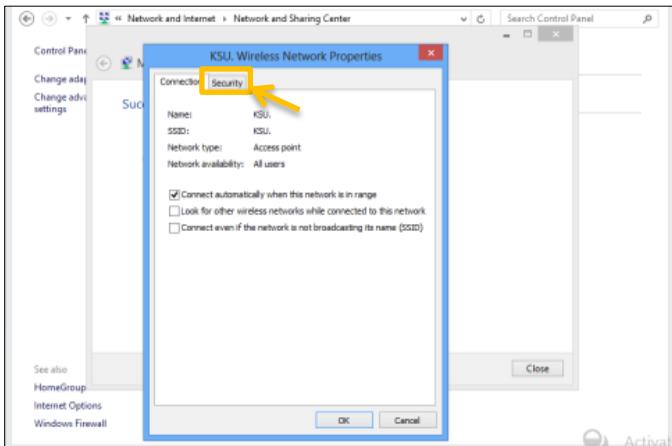 « Network and Internet › Network and Sharing Center
Search Control Panel
Control Pane
Change adap
Change adva
settings
Suc
KSU. Wireless Network Properties
Connection
Security
Name: KSU.
SSID: KSU.
Network type: Access point
Network availability: All users
Connect automatically when this network is in range
Look for other wireless networks while connected to this network
Connect even if the network is not broadcasting its name (SSID)
Close
See also
HomeGroup
Internet Options
Windows Firewall
OK
Cancel
Activat